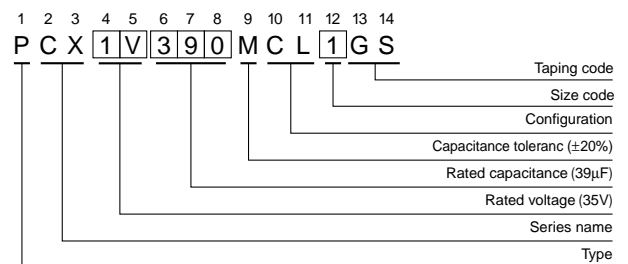 1 2 3 4 5 6 7 8 9 10 11 12 13 14
P C X 1 V 3 9 0 M C L 1 G S
Taping code
Size code
Configuration
Capacitance toleranc (±20%)
Rated capacitance (39μF)
Rated voltage (35V)
Series name
Type